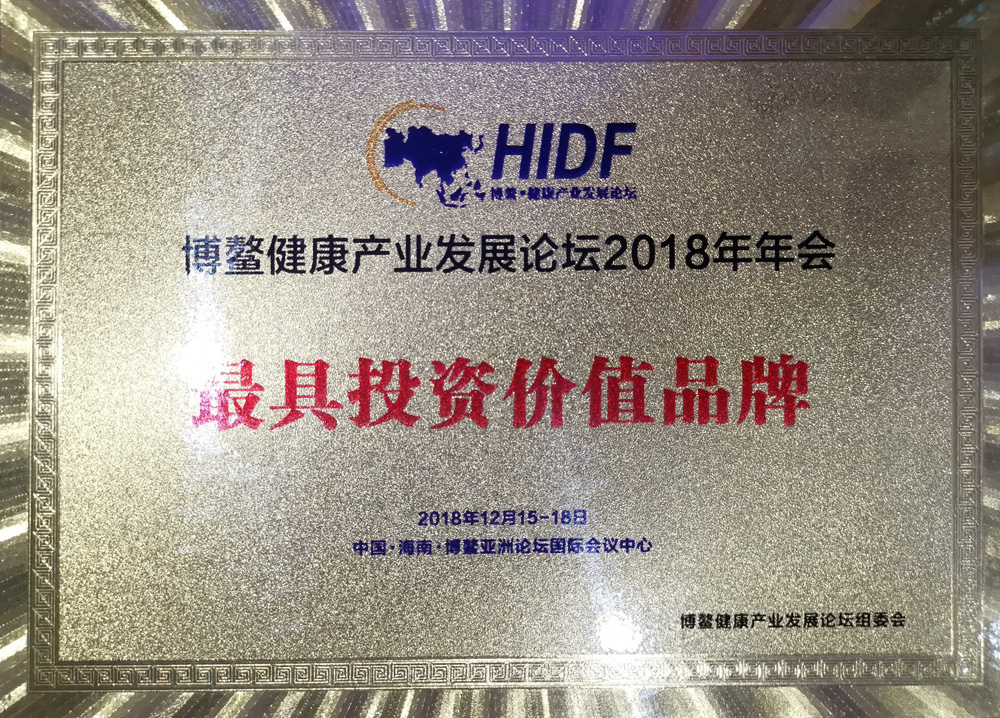 HIDF
博鳌·健康产业发展论坛
博鳌健康产业发展论坛2018年年会
最具投资价值品牌
2018年12月15-18日
中国·海南·博鳌亚洲论坛国际会议中心
博鳌健康产业发展论坛组委会